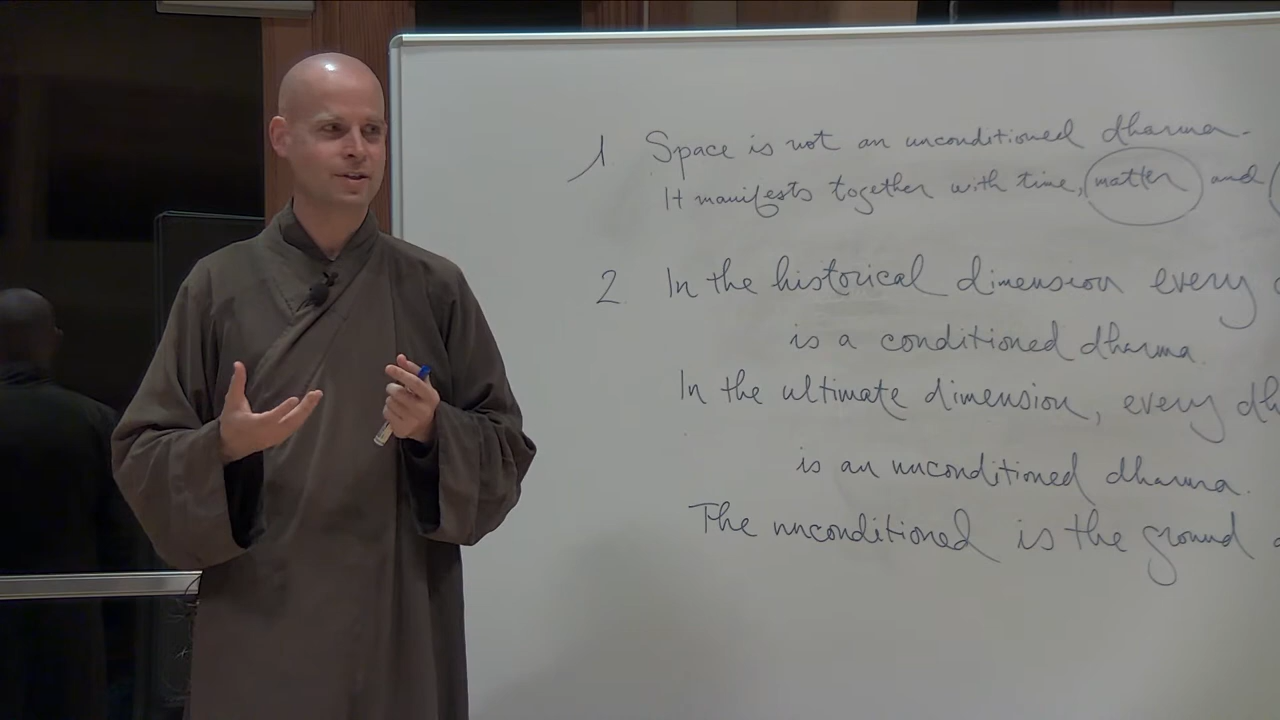 1. Space is not an unconditioned dharma.
It manifests together with time, matter and
2. In the historical dimension every
is a conditioned dharma.
In the ultimate dimension, every dh
is an unconditioned dharma.
The unconditioned is the ground